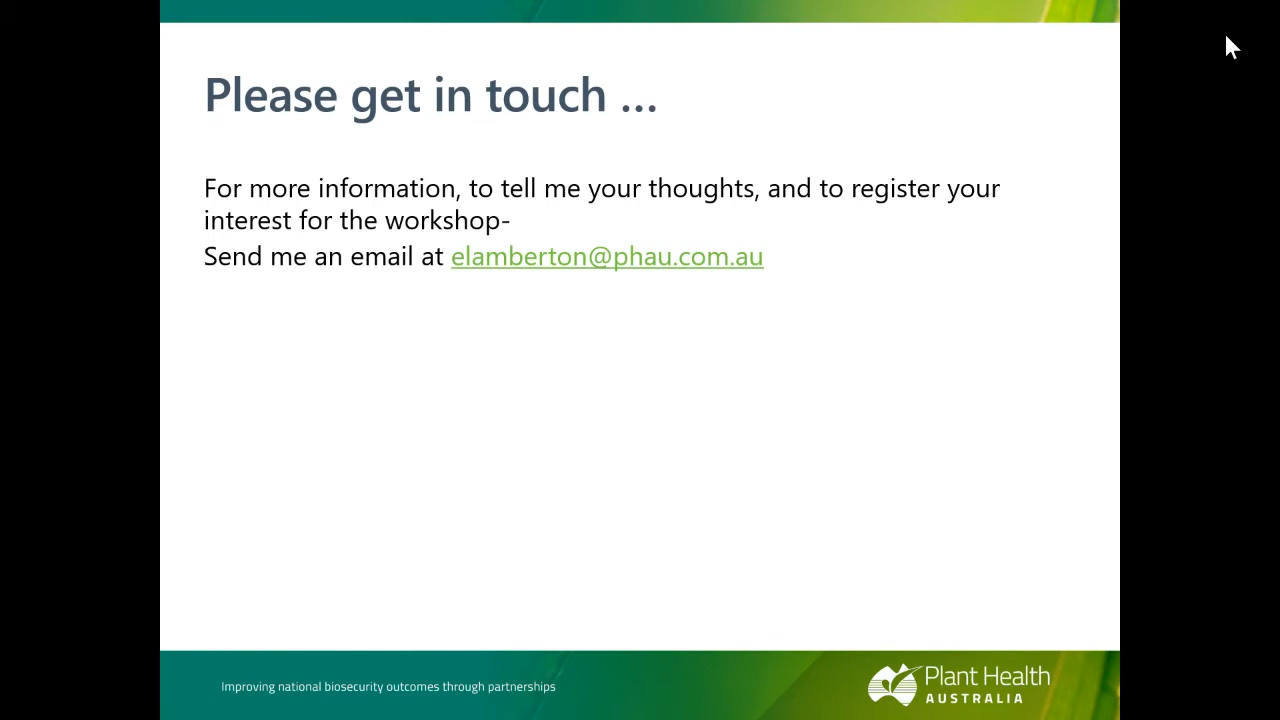 Please get in touch ...
For more information, to tell me your thoughts, and to register your
interest for the workshop-
Send me an email at elamberton@phau.com.au
Improving national biosecurity outcomes through partnerships
Plant Health
AUSTRALIA